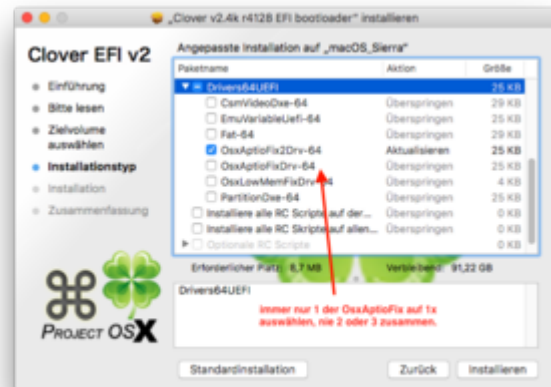 „Clover v2.4k r4128 EFI bootloader" installieren
Clover EFI v2
Angepasste Installation auf „macOS_Sierra"
Paketname Aktion Größe
Einführung
Bitte lesen
Zielvolume
auswählen
Installationstyp
Installation
Zusammenfassung
Drivers64UEFI 25 KB
CsmVideoDxe-64 Überspringen 29 KB
EmuVariableUefi-64 Überspringen 25 KB
Fat-64 Überspringen 29 KB
OsxAptioFix2Drv-64 Aktualisieren 25 KB
OsxAptioFixDrv-64 Überspringen 25 KB
OsxLowMemFixDrv-64 Überspringen 4 KB
PartitionDxe-64 Überspringen 25 KB
Installiere alle RC Scripte auf der... Überspringen 0 KB
Installiere alle RC Skripte auf allen... Überspringen 0 KB
Optionale RC Scripte 0 KB
Erforderlicher Platz: 8,7 MB Verbleibend: 91,22 GB
Drivers64UEFI
Immer nur 1 der OsxAptioFix auf 1x
auswählen, nie 2 oder 3 zusammen.
PROJECT OSX
Standardinstallation Zurück Installieren